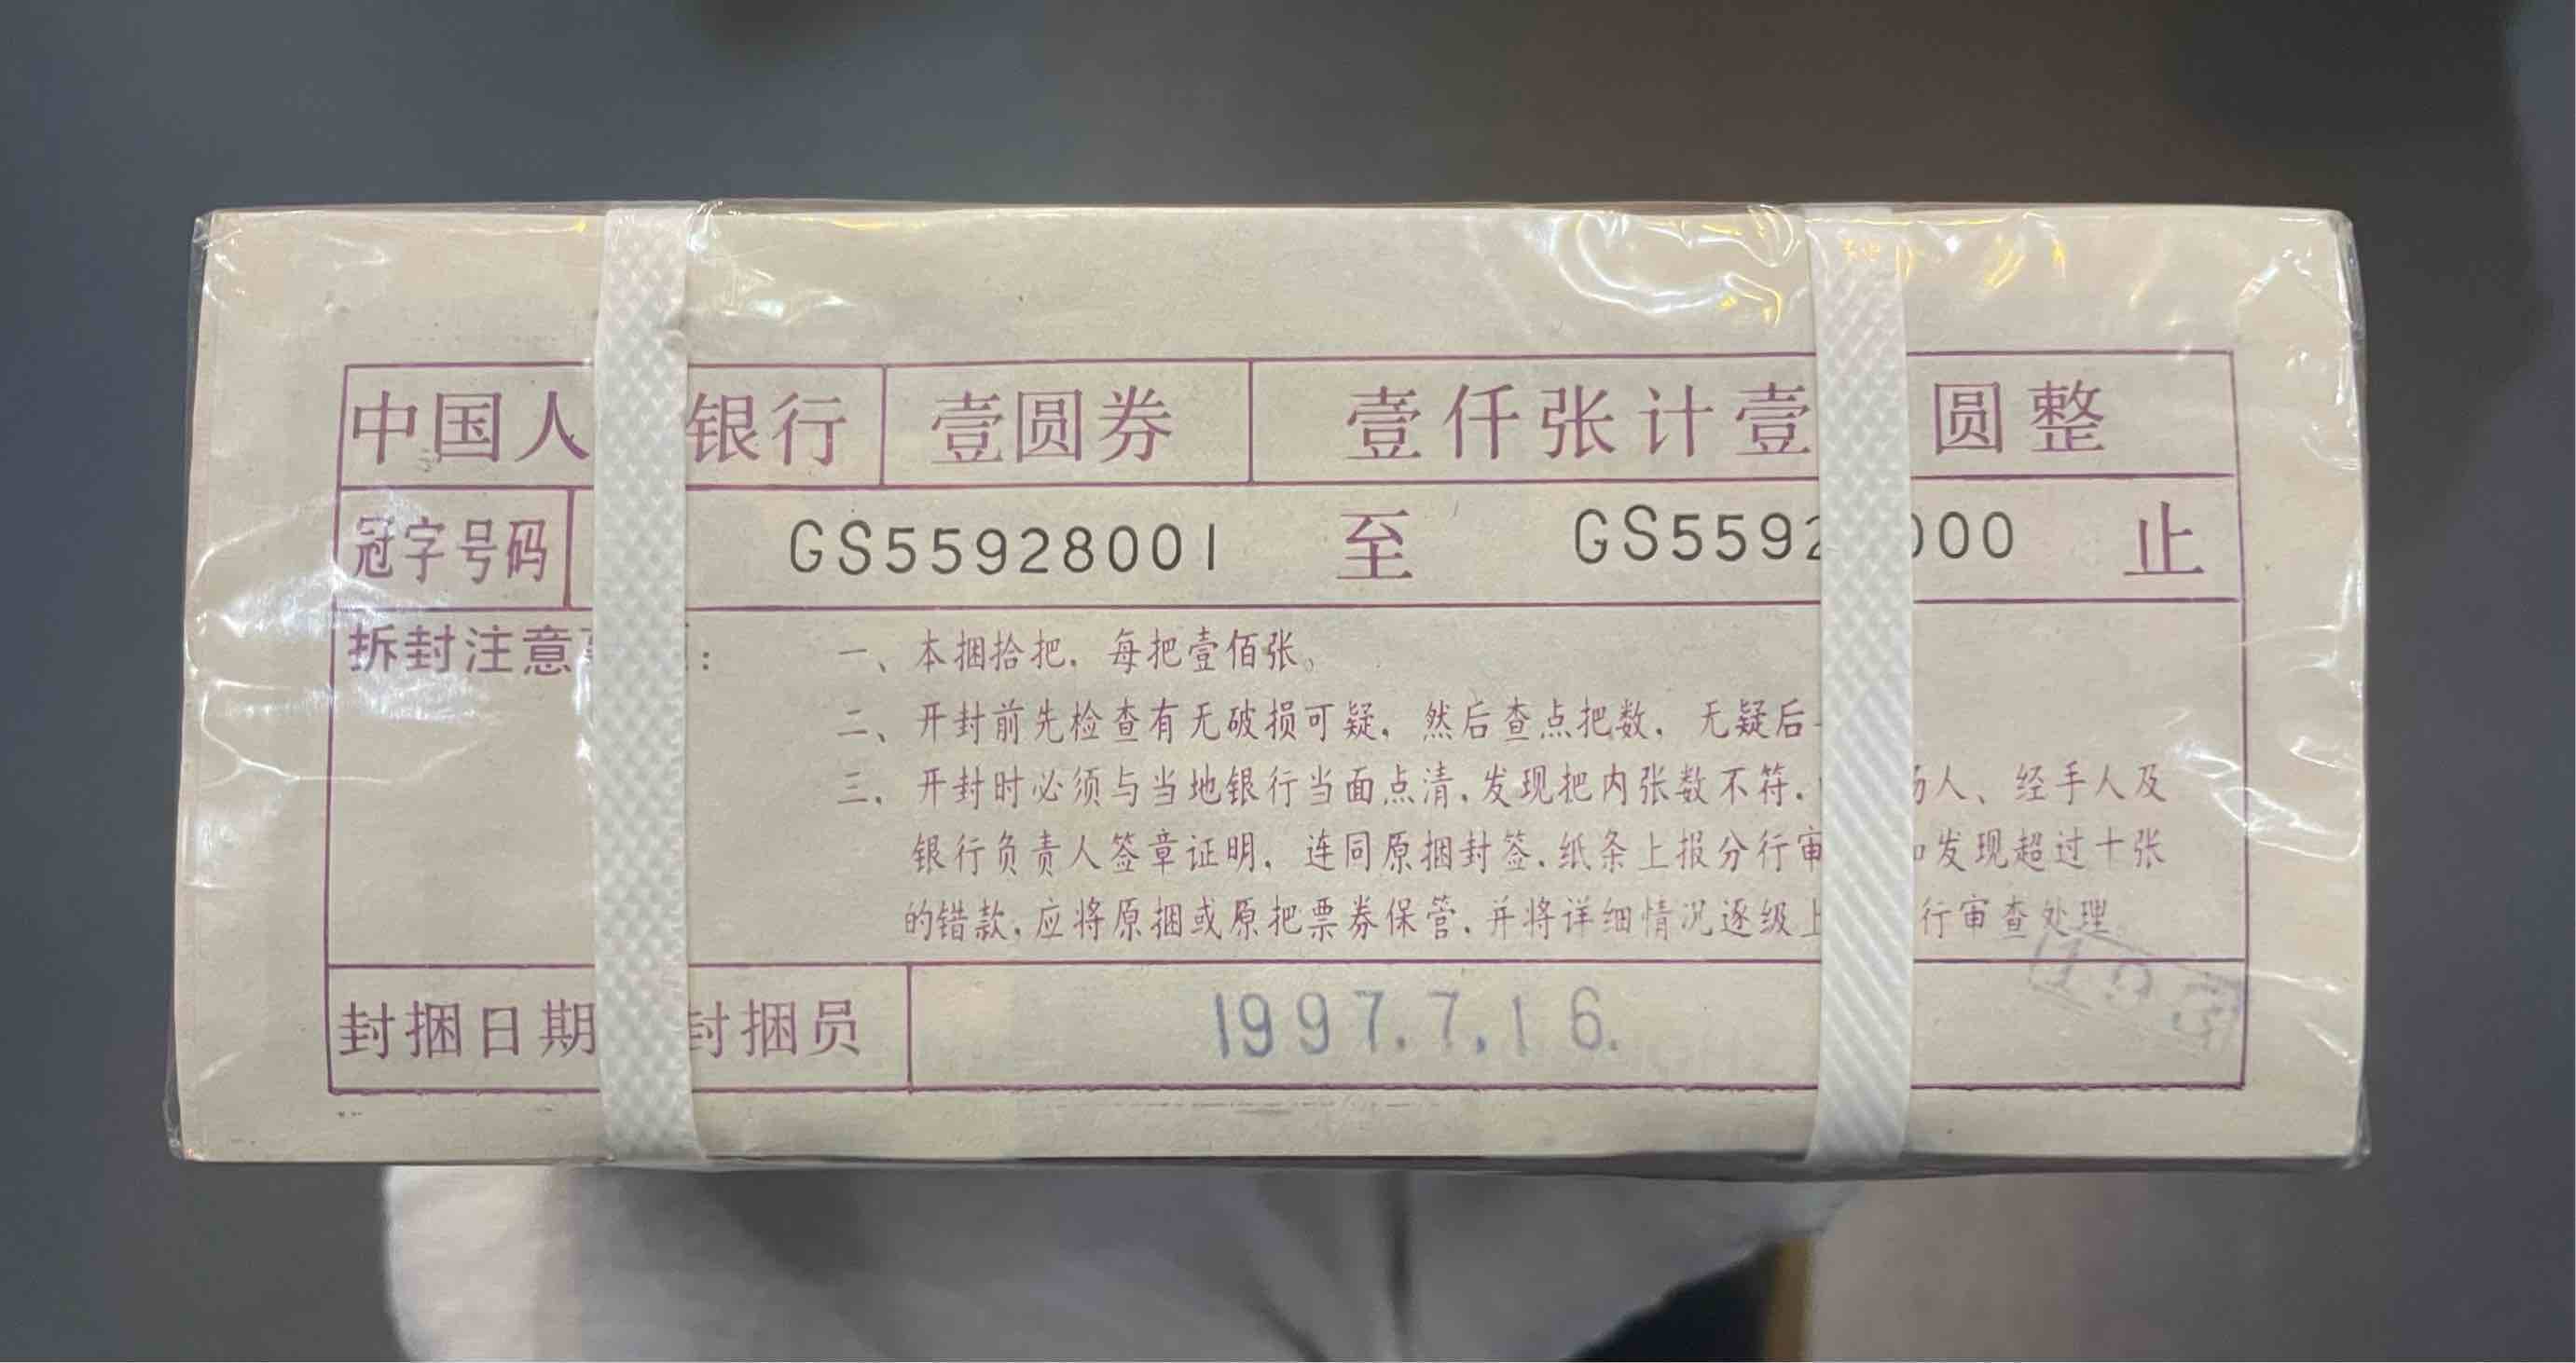 中国人 银行 壹圆券 壹仟张计壹 圆整
冠字号码 GS55928001 至 GS5592 000 止
拆封注意 : 一、本捆拾把，每把壹佰张。
二、开封前先检查有无破损可疑，然后查点把数，无疑后
三、开封时必须与当地银行当面点清，发现把内张数不符， 人、经手人及
银行负责人签章证明，连同原捆封签，纸条上报分行审 发现超过十张
的错款，应将原捆或原把票券保管，并将详细情况逐级上 行审查处理。
封捆日期 封捆员 1997.7.16.